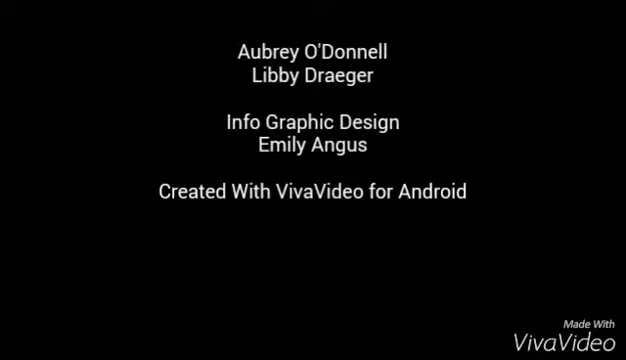 Aubrey O'Donnell
Libby Draeger
Info Graphic Design
Emily Angus
Created With VivaVideo for Android
Made With
VivaVideo